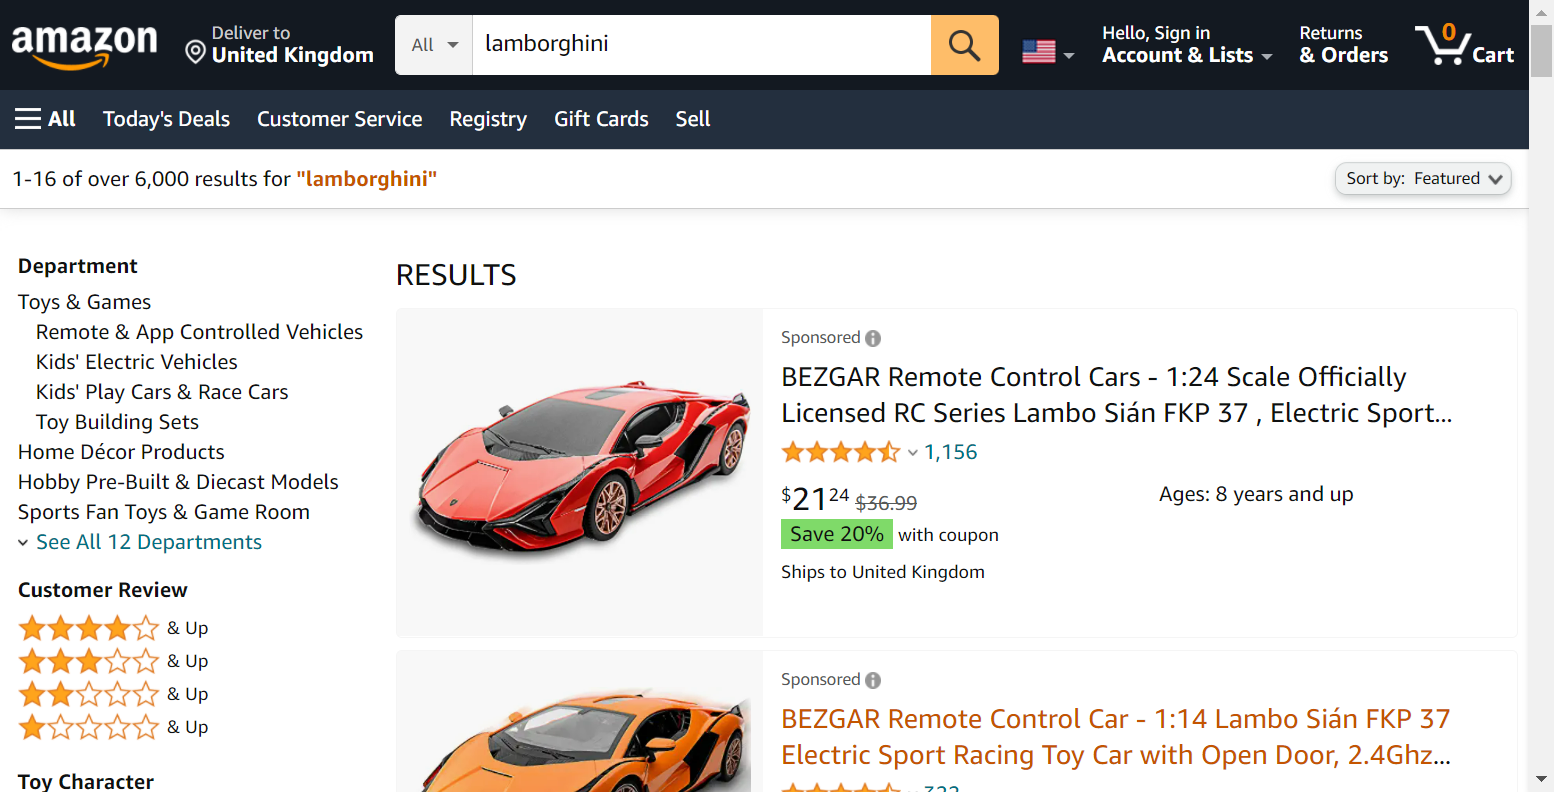 amazon
Deliver to
United Kingdom
All
lamborghini
Hello, Sign in
Account & Lists
Returns
& Orders
0
Cart
All
Today's Deals
Customer Service
Registry
Gift Cards
Sell
1-16 of over 6,000 results for "lamborghini"
Sort by: Featured
Department
Toys & Games
Remote & App Controlled Vehicles
Kids' Electric Vehicles
Kids' Play Cars & Race Cars
Toy Building Sets
Home Décor Products
Hobby Pre-Built & Diecast Models
Sports Fan Toys & Game Room
See All 12 Departments
Customer Review
& Up
& Up
& Up
& Up
Toy Character
RESULTS
Sponsored
BEZGAR Remote Control Cars - 1:24 Scale Officially
Licensed RC Series Lambo Sián FKP 37 , Electric Sport...
1,156
$2124 $36.99
Save 20% with coupon
Ships to United Kingdom
Ages: 8 years and up
Sponsored
BEZGAR Remote Control Car - 1:14 Lambo Sián FKP 37
Electric Sport Racing Toy Car with Open Door, 2.4Ghz...